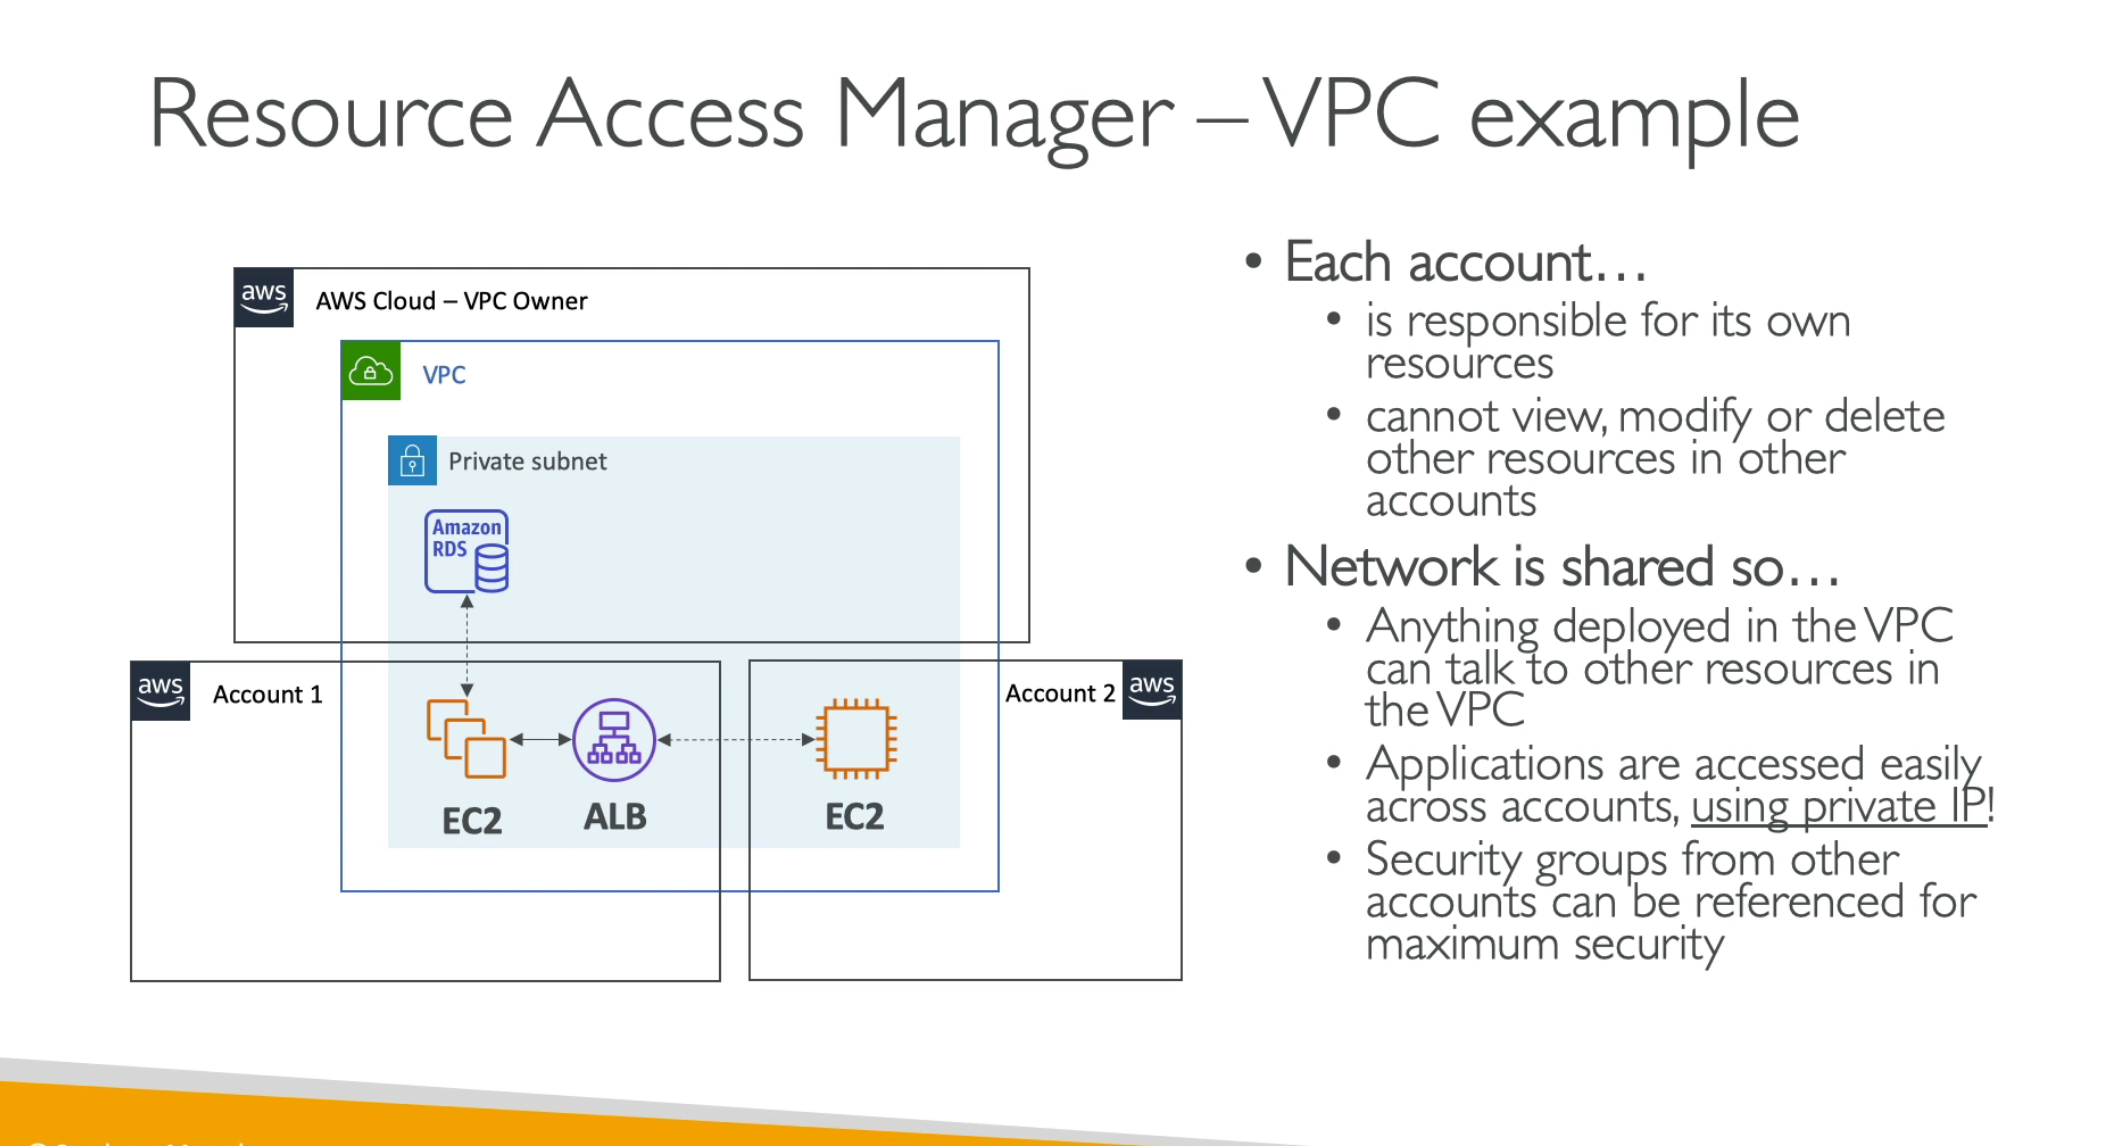 Resource Access Manager – VPC example
aws
AWS Cloud – VPC Owner
VPC
Private subnet
Amazon
RDS
aws
Account 1
Account 2
aws
EC2
ALB
EC2
• Each account…
• is responsible for its own
resources
• cannot view, modify or delete
other resources in other
accounts
• Network is shared so…
• Anything deployed in the VPC
can talk to other resources in
the VPC
• Applications are accessed easily
across accounts, using private IP!
• Security groups from other
accounts can be referenced for
maximum security